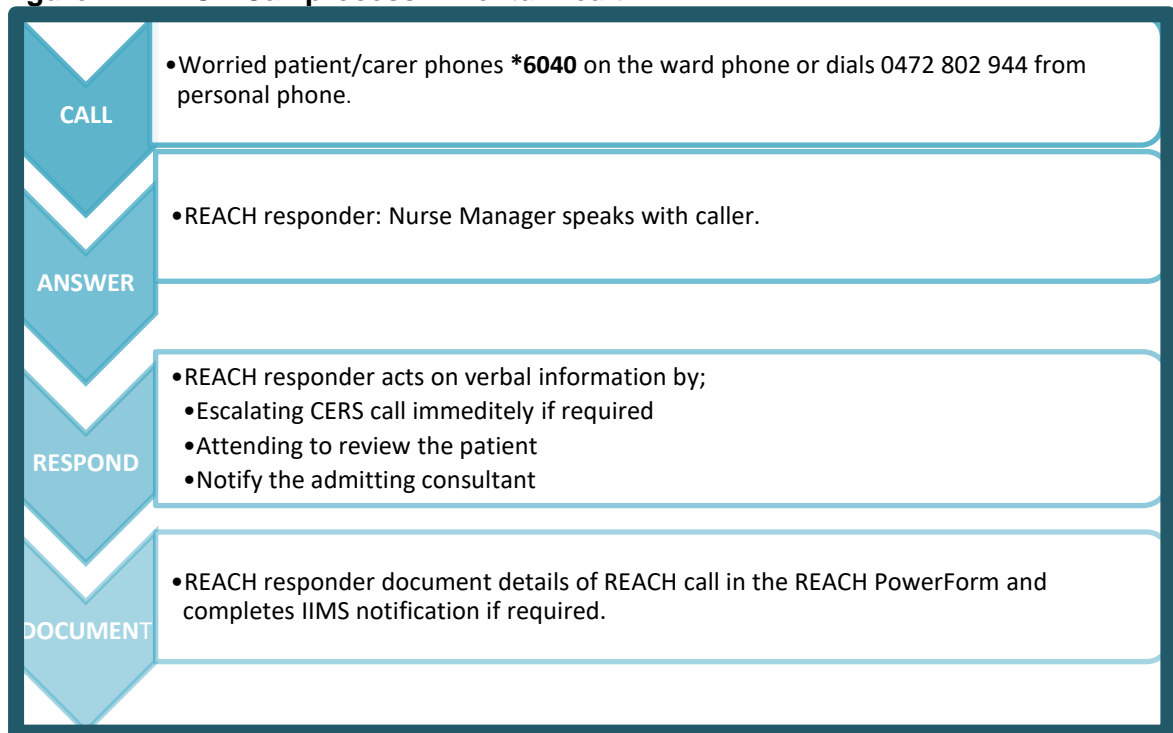 CALL
•Worried patient/carer phones *6040 on the ward phone or dials 0472 802 944 from
personal phone.
ANSWER
•REACH responder: Nurse Manager speaks with caller.
RESPOND
•REACH responder acts on verbal information by;
•Escalating CERS call immeditely if required
•Attending to review the patient
•Notify the admitting consultant
DOCUMENT
•REACH responder document details of REACH call in the REACH PowerForm and
completes IIMS notification if required.